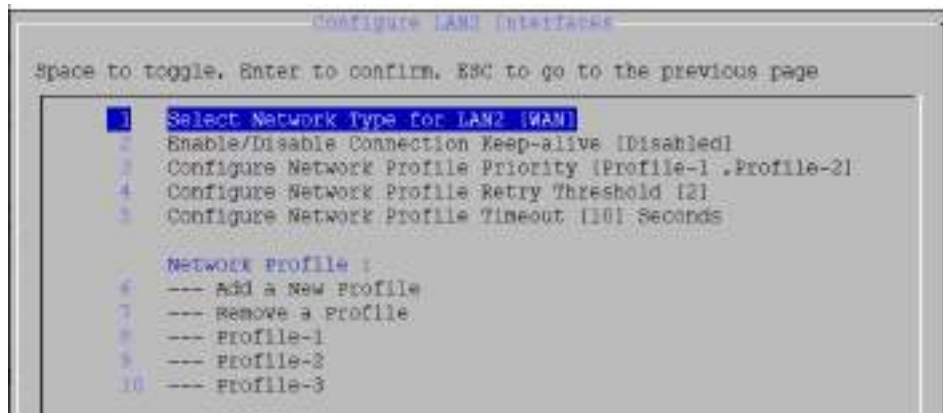 Configure LAN2 Interfaces
Space to toggle, Enter to confirm, ESC to go to the previous page
1 Select Network Type for LAN2 [WAN]
2 Enable/Disable Connection Keep-alive [Disabled]
3 Configure Network Profile Priority [Profile-1 ,Profile-2]
4 Configure Network Profile Retry Threshold [2]
5 Configure Network Profile Timeout [10] Seconds
Network Profile :
6 --- Add a New Profile
7 --- Remove a Profile
8 --- Profile-1
9 --- Profile-2
10 --- Profile-3